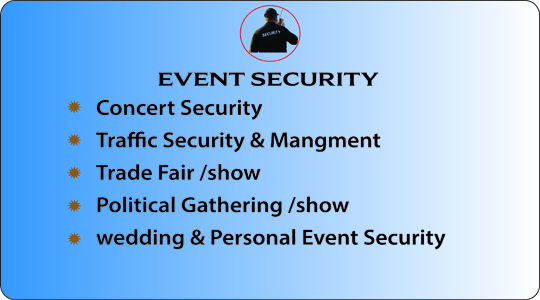 SECURITY
EVENT SECURITY
Concert Security
Traffic Security & Mangment
Trade Fair /show
Political Gathering /show
wedding & Personal Event Security